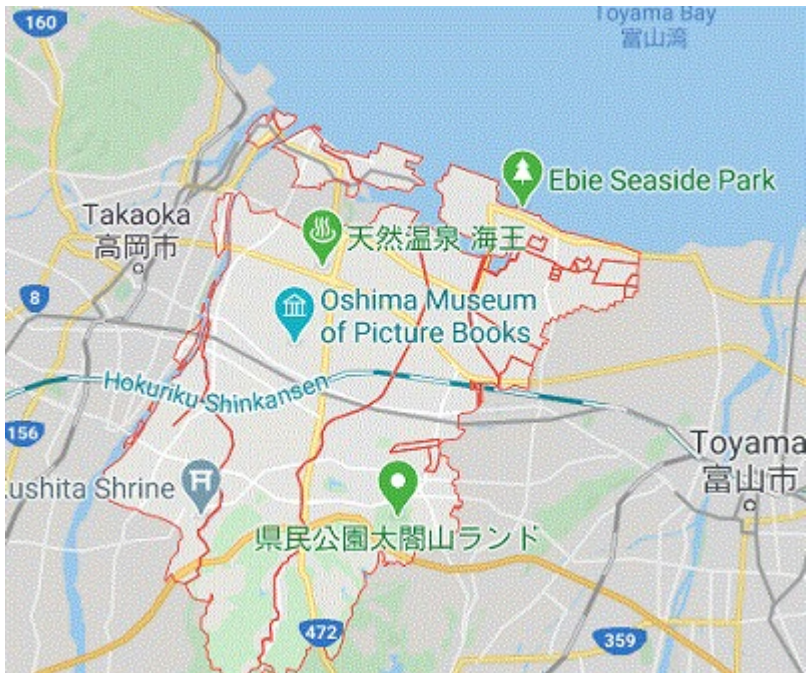 160
Toyama Bay
富山湾
Ebie Seaside Park
Takaoka
高岡市
天然温泉 海王
8
Oshima Museum
of Picture Books
Hokuriku Shinkansen
156
Toyama
富山市
Kushita Shrine
県民公園太閤山ランド
472
359